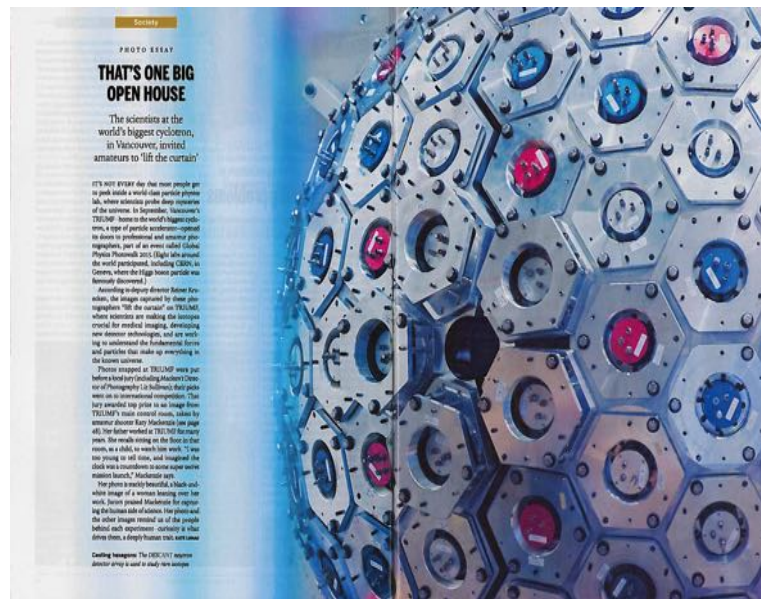 Society
PHOTO ESSAY
THAT'S ONE BIG
OPEN HOUSE
The scientists at the
world's biggest cyclotron,
in Vancouver, invited
amateurs to 'lift the curtain'
IT'S NOT EVERY day that most people get
to peek inside a world-class particle physics
lab, where scientists probe deep mysteries
of the universe. In September, Vancouver's
TRIUMF—home to the world's biggest cyclo-
tron, a type of particle accelerator—opened
its doors to professional and amateur pho-
tographers, part of an event called Global
Physics Photowalk 2015. (Eight labs around
the world participated, including CERN, in
Geneva, where the Higgs boson particle was
famously discovered.)
According to deputy director Reiner Kru-
ecken, the images captured by these pho-
tographers "lift the curtain" on TRIUMF,
where scientists are making the isotopes
crucial for medical imaging, developing
new detector technologies, and are work-
ing to understand the fundamental forces
and particles that make up everything in
the known universe.
Photos snapped at TRIUMF were put
before a local jury (including Maclean's Direc-
tor of Photography Liz Sullivan); their picks
went on to international competition. That
jury awarded top prize to an image from
TRIUMF's main control room, taken by
amateur shooter Katy Mackenzie (see page
48). Her father worked at TRIUMF for many
years. She recalls sitting on the floor in that
room, as a child, to watch him work. "I was
too young to tell time, and imagined the
clock was a countdown to some super-secret
mission launch," Mackenzie says.
Her photo is starkly beautiful, a black-and-
white image of a woman leaning over her
work. Jurors praised Mackenzie for captur-
ing the human side of science. Her photo and
the other images remind us of the people
behind each experiment—curiosity is what
drives them, a deeply human trait.
Casting hexagons: The DESCANT neutron
detector array is used to study rare isotopes